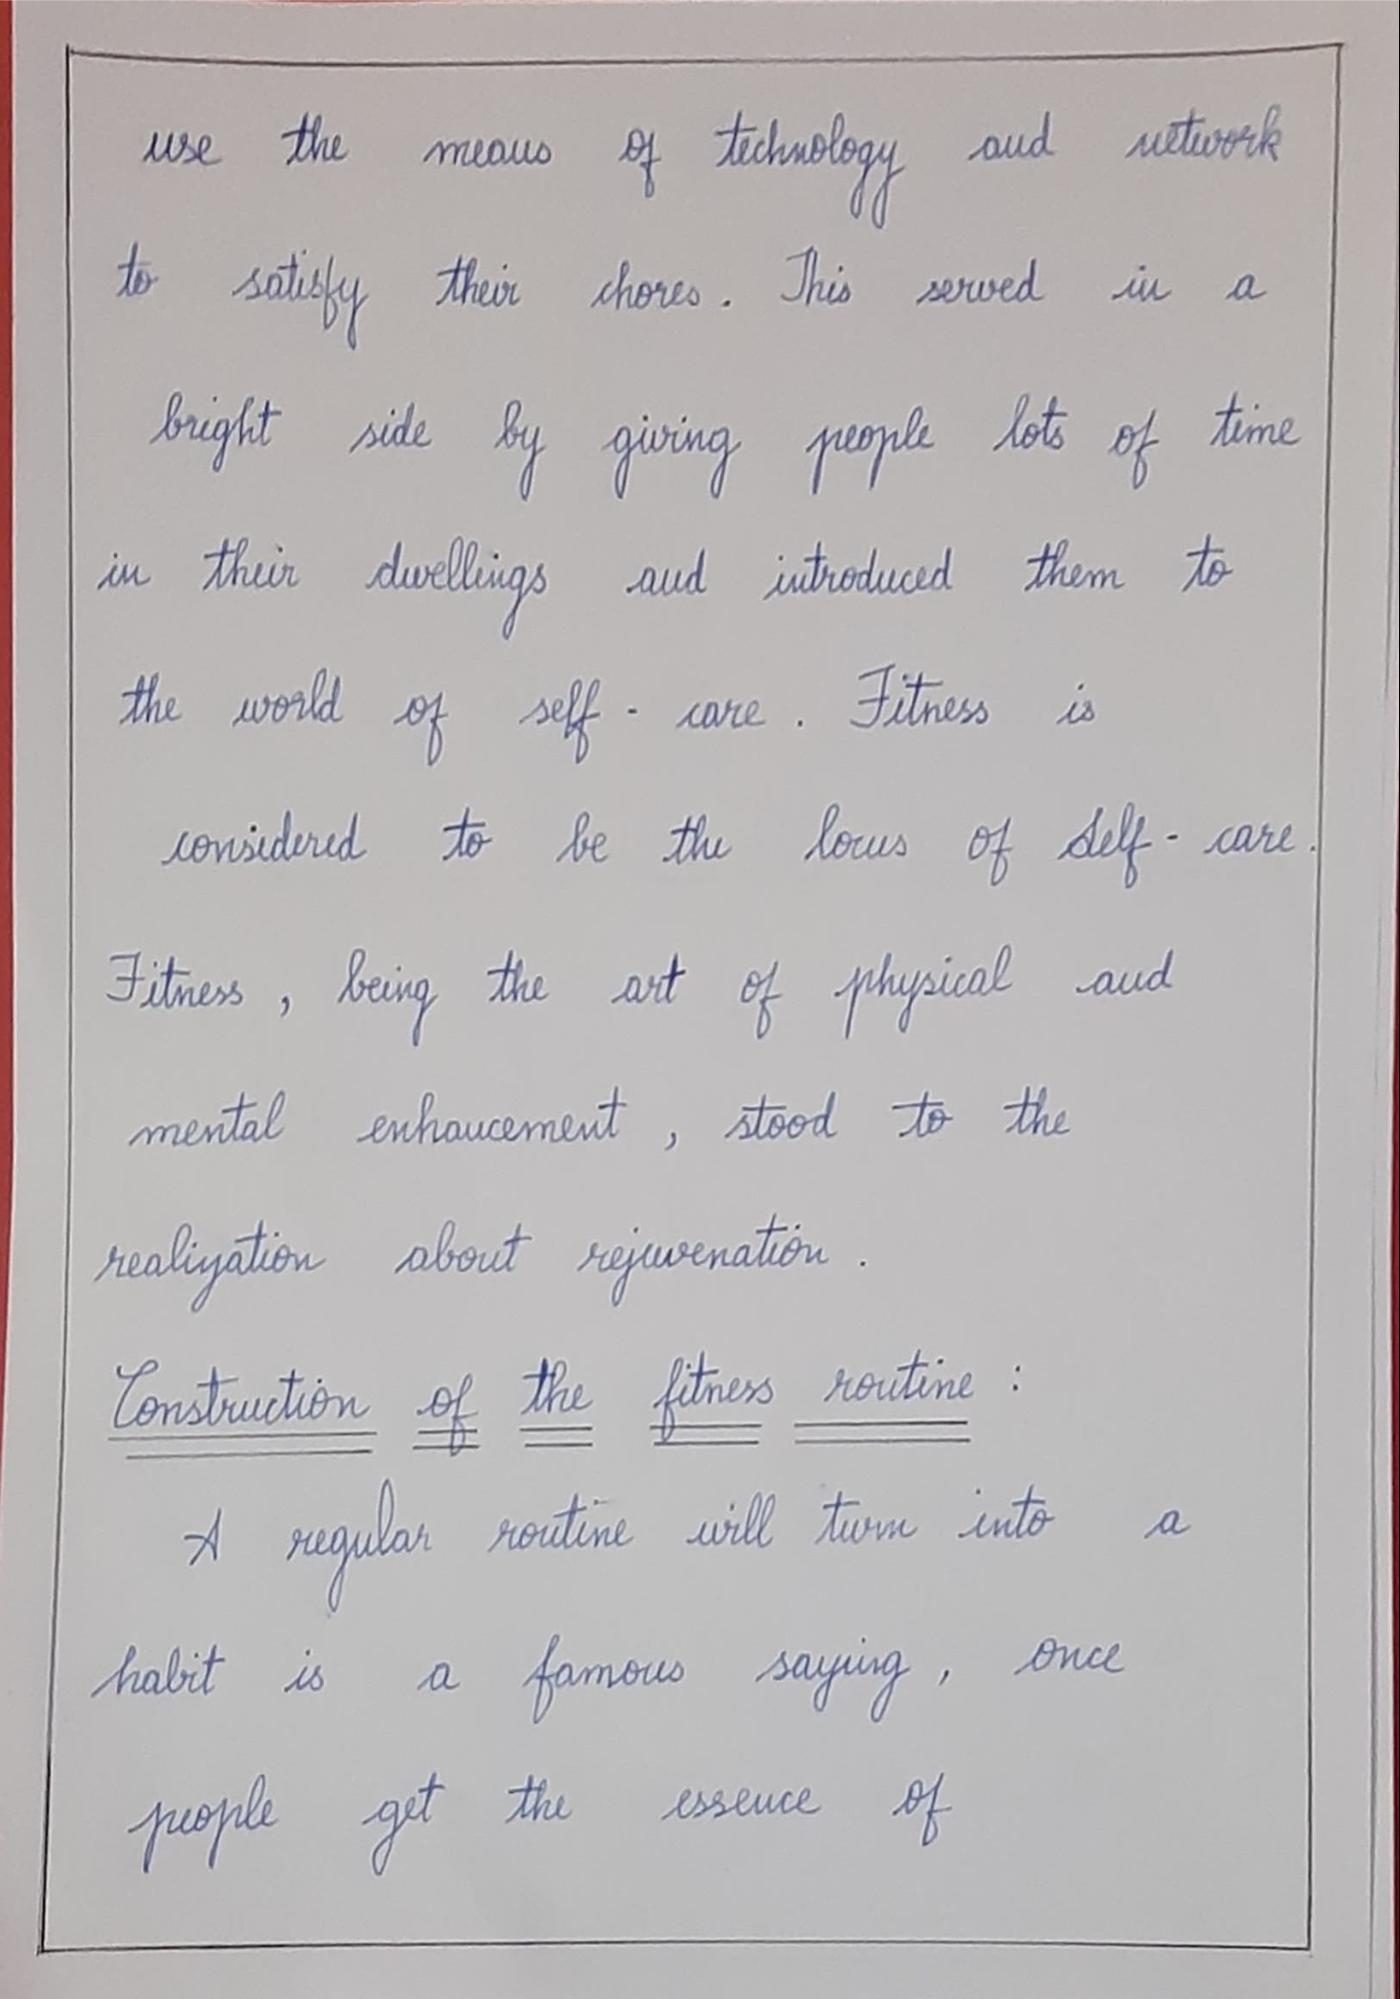 use the means of technology and network
to satisfy their chores. This served in a
bright side by giving people lots of time
in their dwellings and introduced them to
the world of self-care. Fitness is
considered to be the locus of Self-care.
Fitness, being the art of physical and
mental enhancement, stood to the
realization about rejuvenation.
Construction of the fitness routine:
A regular routine will turn into a
habit is a famous saying, once
people get the essence of